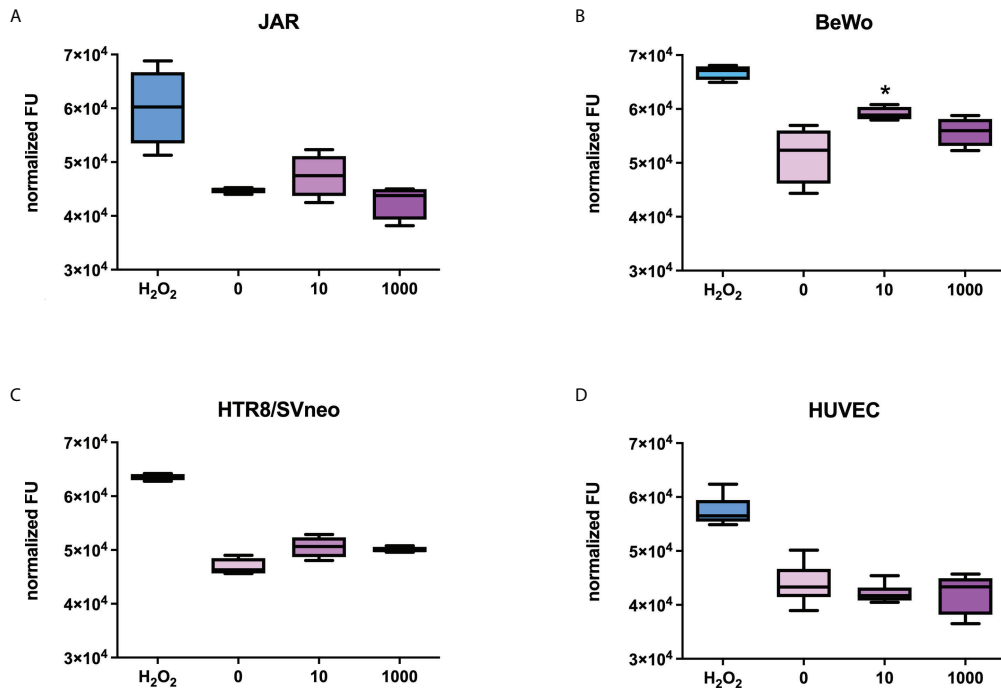 A
JAR
normalized FU
7×10⁴
6×10⁴
5×10⁴
4×10⁴
3×10⁴
H₂O₂ 0 10 1000
B
BeWo
normalized FU
7×10⁴
6×10⁴
5×10⁴
4×10⁴
3×10⁴
*
H₂O₂ 0 10 1000
C
HTR8/SVneo
normalized FU
7×10⁴
6×10⁴
5×10⁴
4×10⁴
3×10⁴
H₂O₂ 0 10 1000
D
HUVEC
normalized FU
7×10⁴
6×10⁴
5×10⁴
4×10⁴
3×10⁴
H₂O₂ 0 10 1000